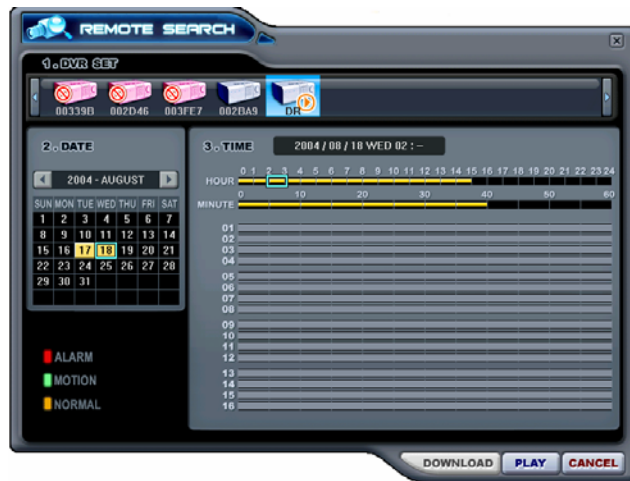 REMOTE SEARCH
1. DVR SET
00339B 002D46 003FE7 002BA9 DR
2. DATE
2004 - AUGUST
SUN MON TUE WED THU FRI SAT
1 2 3 4 5 6 7
8 9 10 11 12 13 14
15 16 17 18 19 20 21
22 23 24 25 26 27 28
29 30 31
ALARM
MOTION
NORMAL
3. TIME
2004 / 08 / 18 WED 02 : --
0 1 2 3 4 5 6 7 8 9 10 11 12 13 14 15 16 17 18 19 20 21 22 23 24
HOUR
0 10 20 30 40 50 60
MINUTE
01
02
03
04
05
06
07
08
09
10
11
12
13
14
15
16
DOWNLOAD PLAY CANCEL